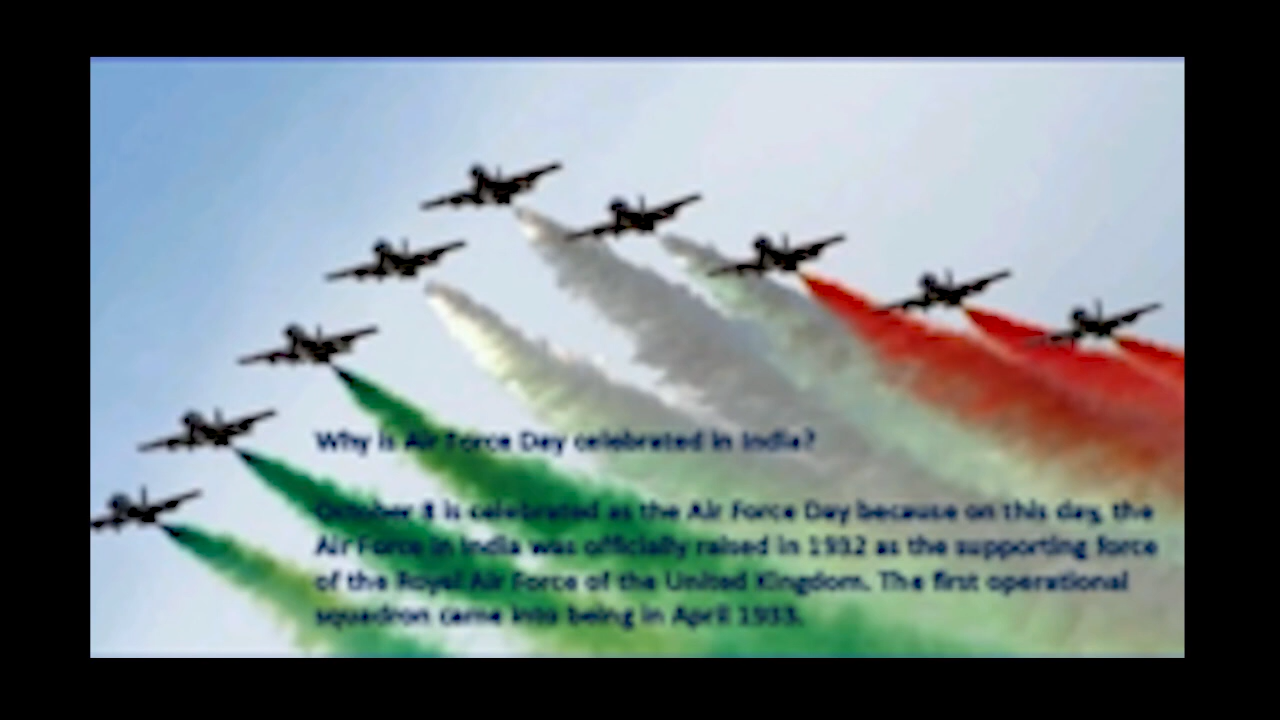 Why is Air Force Day celebrated in India?
October 8 is celebrated as the Air Force Day because on this day, the
Air Force in India was officially raised in 1932 as the supporting force
of the Royal Air Force of the United Kingdom. The first operational
squadron came into being in April 1933.